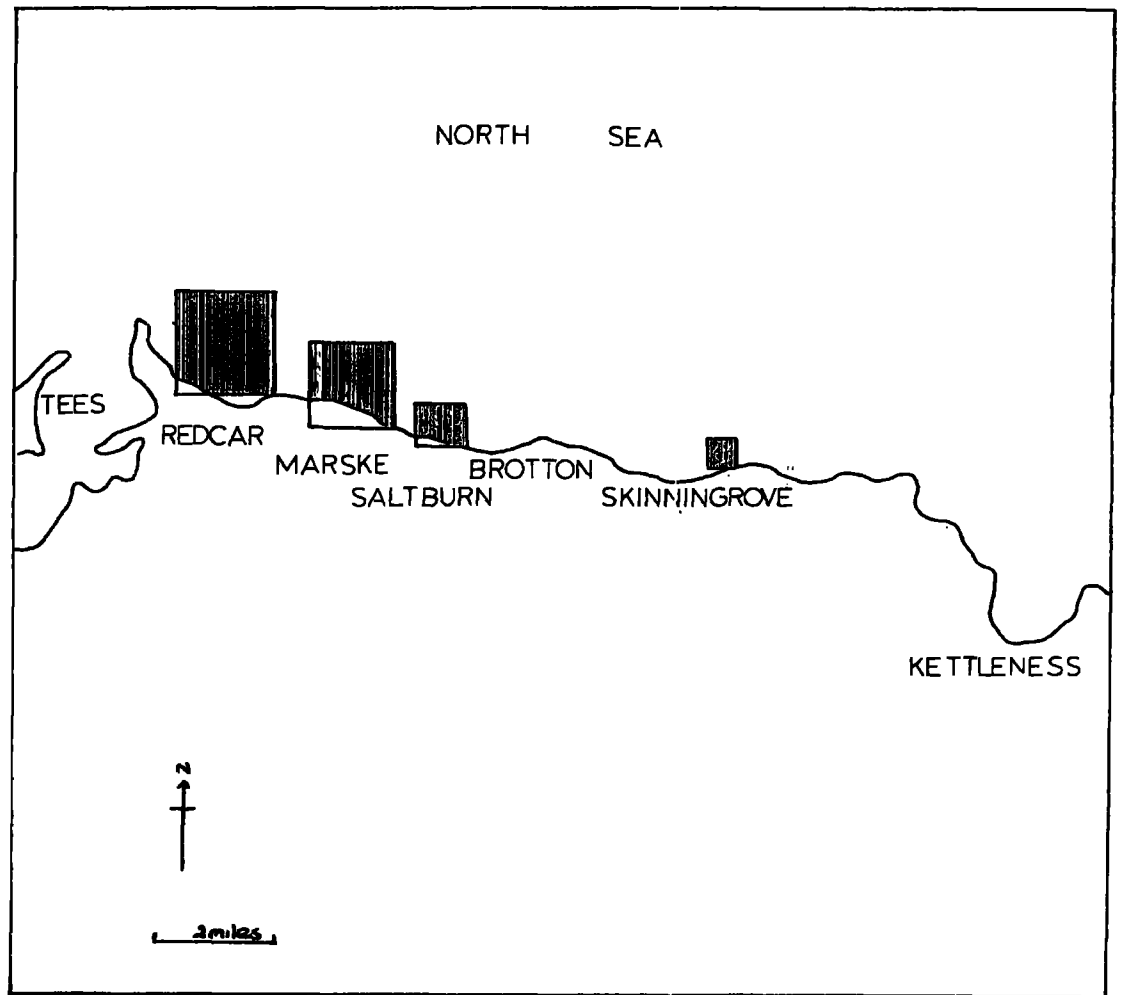 NORTH SEA
TEES
REDCAR
MARSKE
BROTTON
SALTBURN
SKINNINGROVE
KETTLENESS
N
2miles